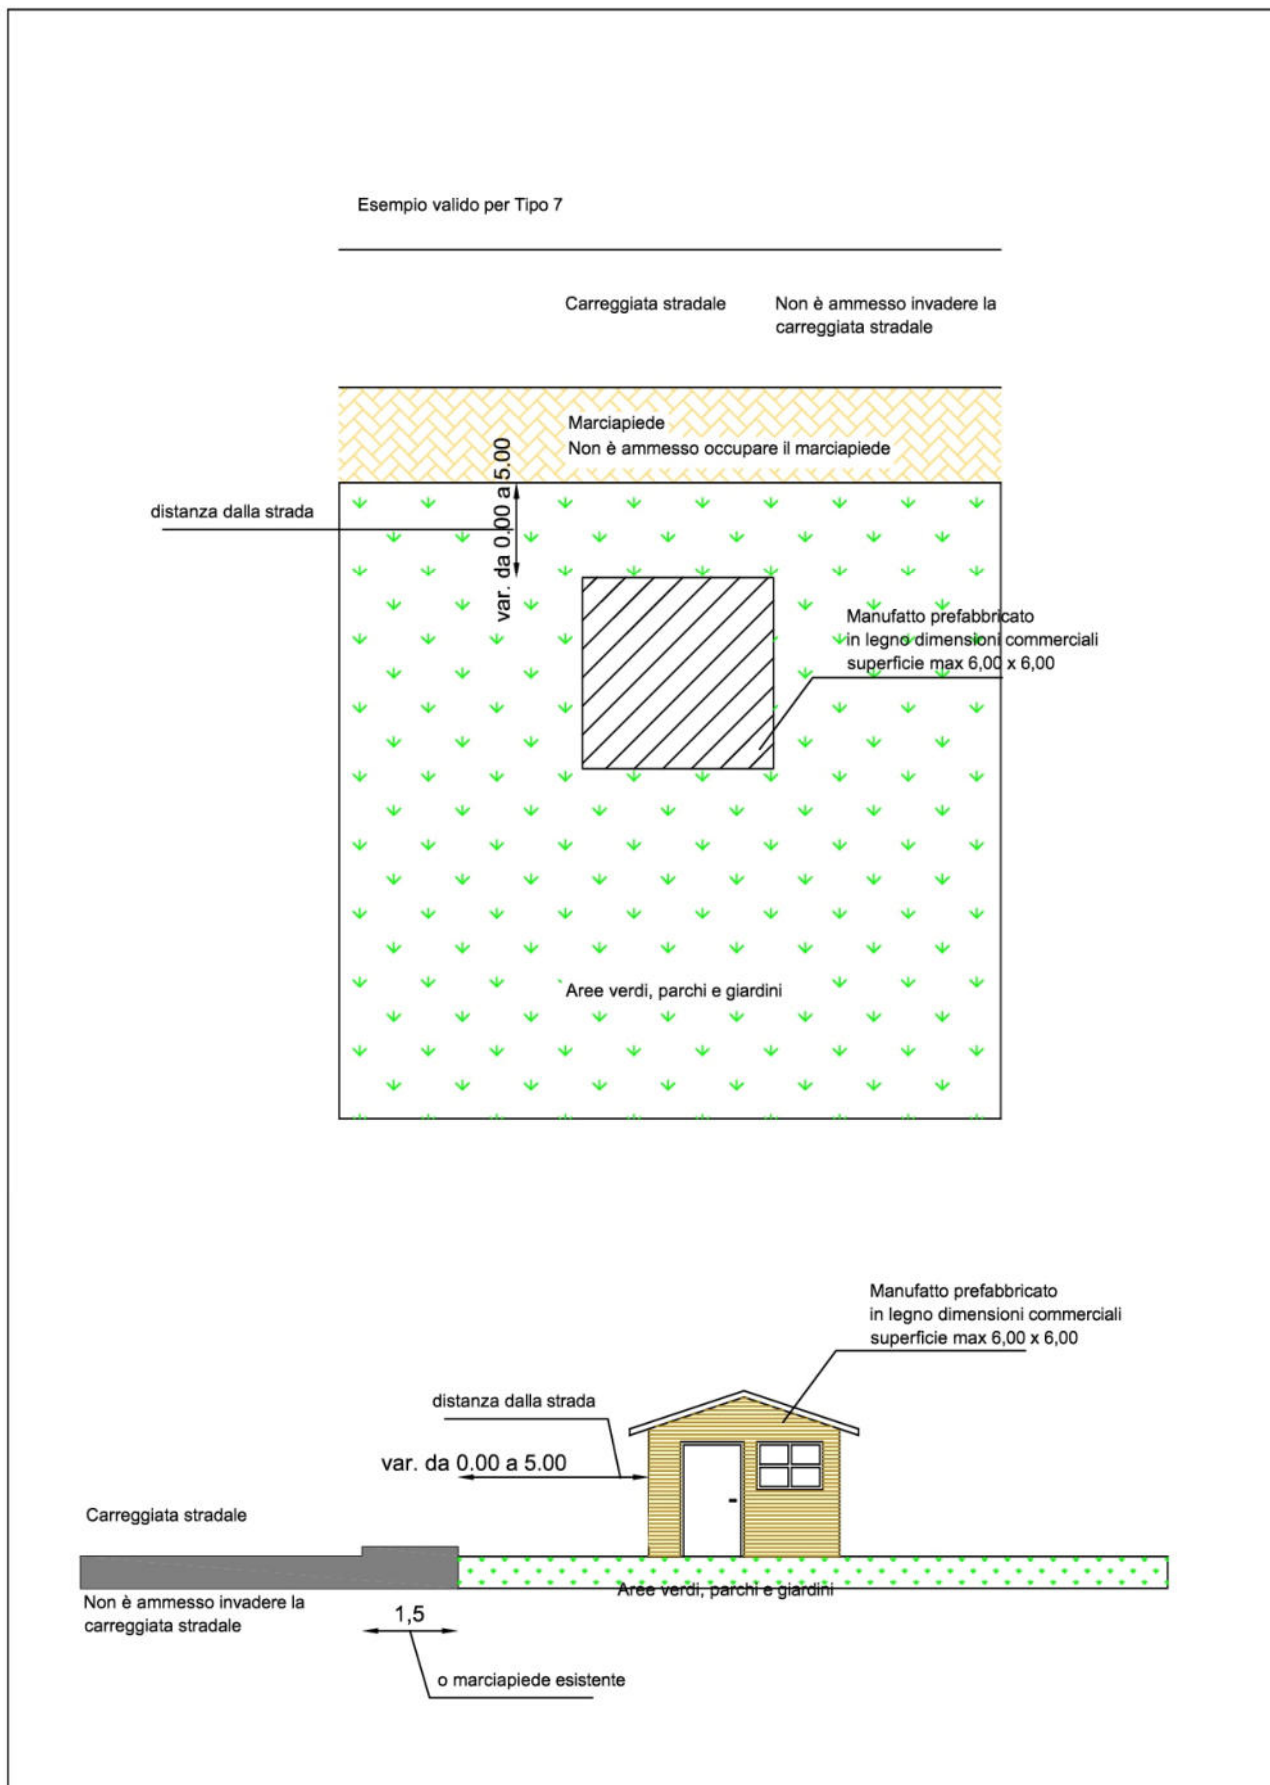 Esempio valido per Tipo 7
Carreggiata stradale
Non è ammesso invadere la
carreggiata stradale
Marciapiede
Non è ammesso occupare il marciapiede
distanza dalla strada
var. da 0.00 a 5.00
Manufatto prefabbricato
in legno dimensioni commerciali
superficie max 6,00 x 6,00
Aree verdi, parchi e giardini
Manufatto prefabbricato
in legno dimensioni commerciali
superficie max 6,00 x 6,00
distanza dalla strada
var. da 0.00 a 5.00
Carreggiata stradale
Aree verdi, parchi e giardini
Non è ammesso invadere la
carreggiata stradale
1,5
o marciapiede esistente